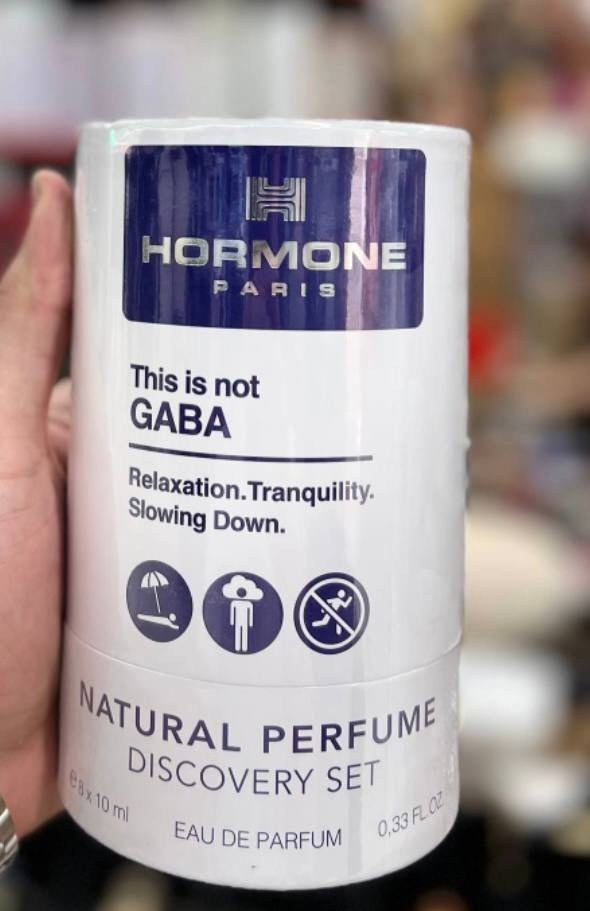 HORMONE
PARIS
This is not
GABA
Relaxation.Tranquility.
Slowing Down.
NATURAL PERFUME
DISCOVERY SET
℮ 8 x 10 ml
EAU DE PARFUM
0,33 FL.OZ